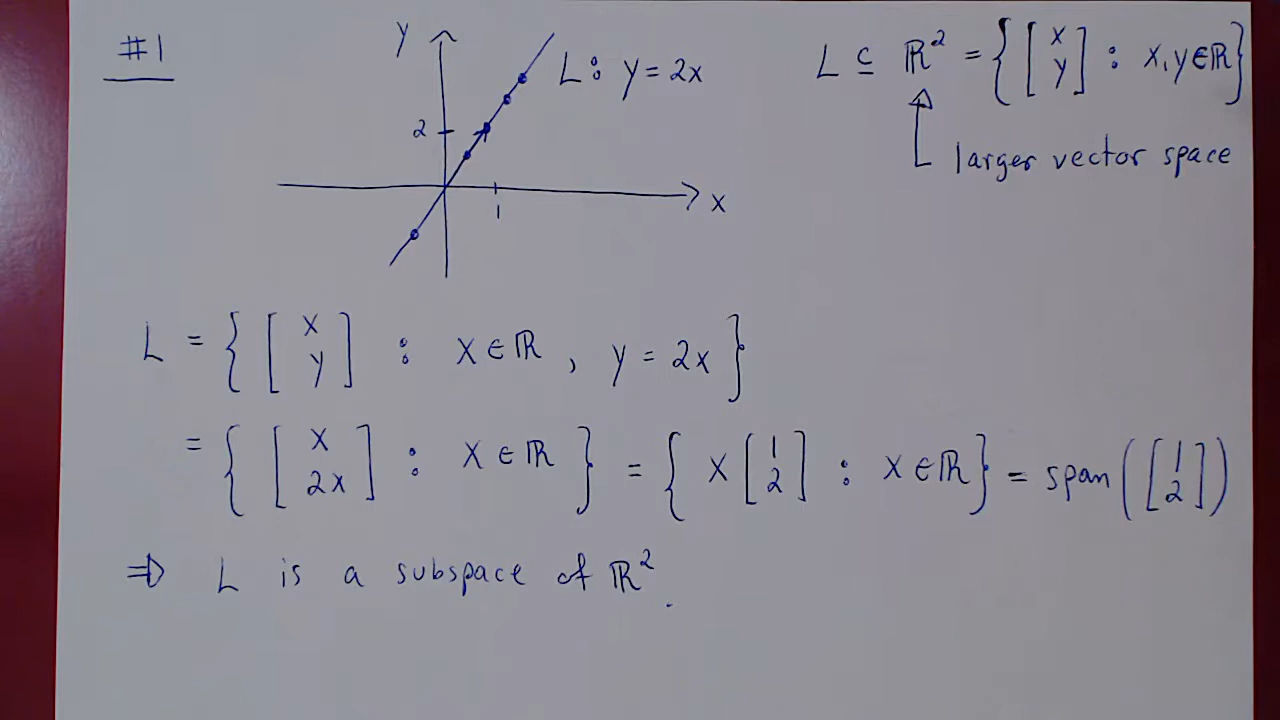 #1
y
L: y = 2x
2
1
x
L ⊆ ℝ² = { [ x y ] : x, y ∈ ℝ }
larger vector space
L = { [ x y ] : x ∈ ℝ , y = 2x }
= { [ x 2x ] : x ∈ ℝ } = { x [ 1 2 ] : x ∈ ℝ } = span ( [ 1 2 ] )
⇒ L is a subspace of ℝ².